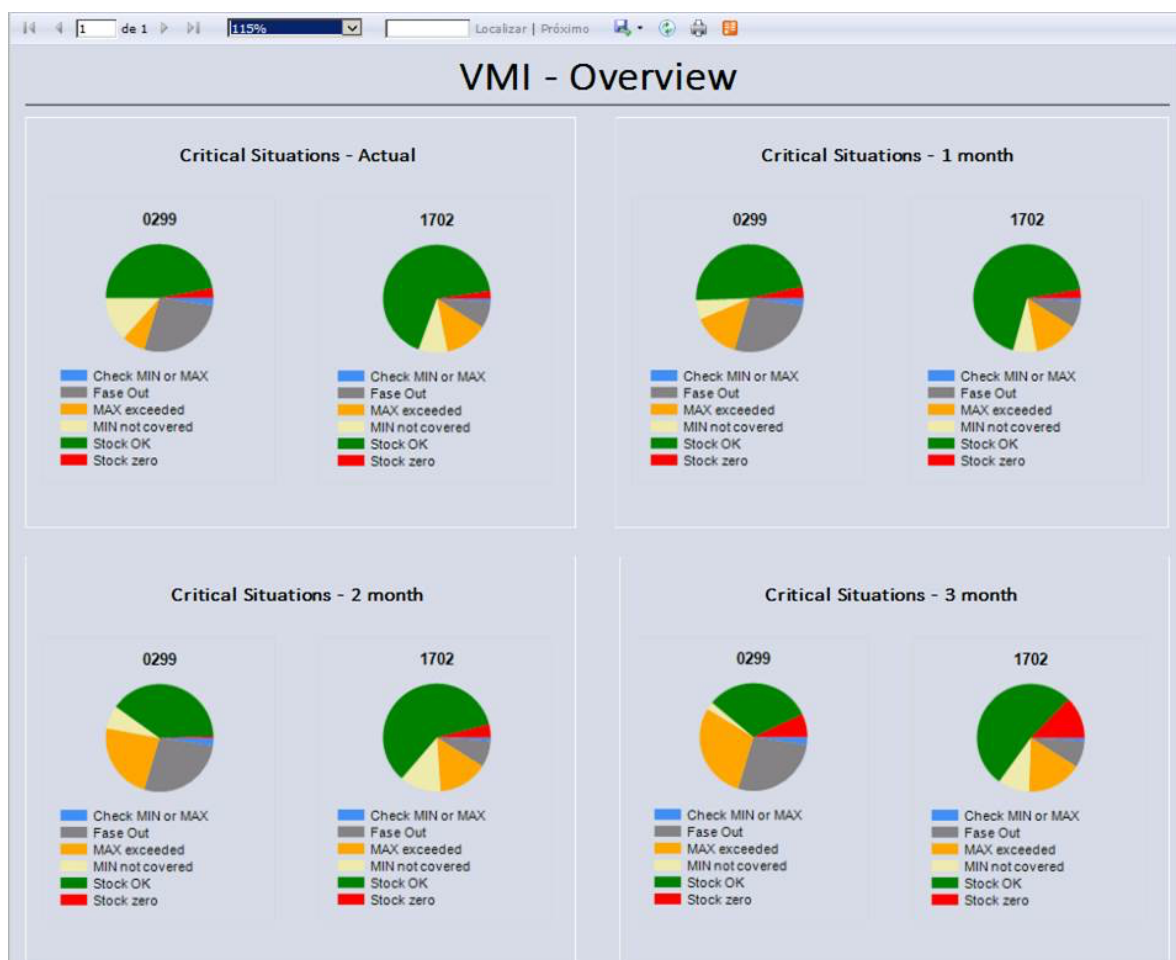 1 de 1 115% Localizar | Próximo
VMI - Overview
Critical Situations - Actual
0299
Check MIN or MAX
Fase Out
MAX exceeded
MIN not covered
Stock OK
Stock zero
1702
Check MIN or MAX
Fase Out
MAX exceeded
MIN not covered
Stock OK
Stock zero
Critical Situations - 1 month
0299
Check MIN or MAX
Fase Out
MAX exceeded
MIN not covered
Stock OK
Stock zero
1702
Check MIN or MAX
Fase Out
MAX exceeded
MIN not covered
Stock OK
Stock zero
Critical Situations - 2 month
0299
Check MIN or MAX
Fase Out
MAX exceeded
MIN not covered
Stock OK
Stock zero
1702
Check MIN or MAX
Fase Out
MAX exceeded
MIN not covered
Stock OK
Stock zero
Critical Situations - 3 month
0299
Check MIN or MAX
Fase Out
MAX exceeded
MIN not covered
Stock OK
Stock zero
1702
Check MIN or MAX
Fase Out
MAX exceeded
MIN not covered
Stock OK
Stock zero